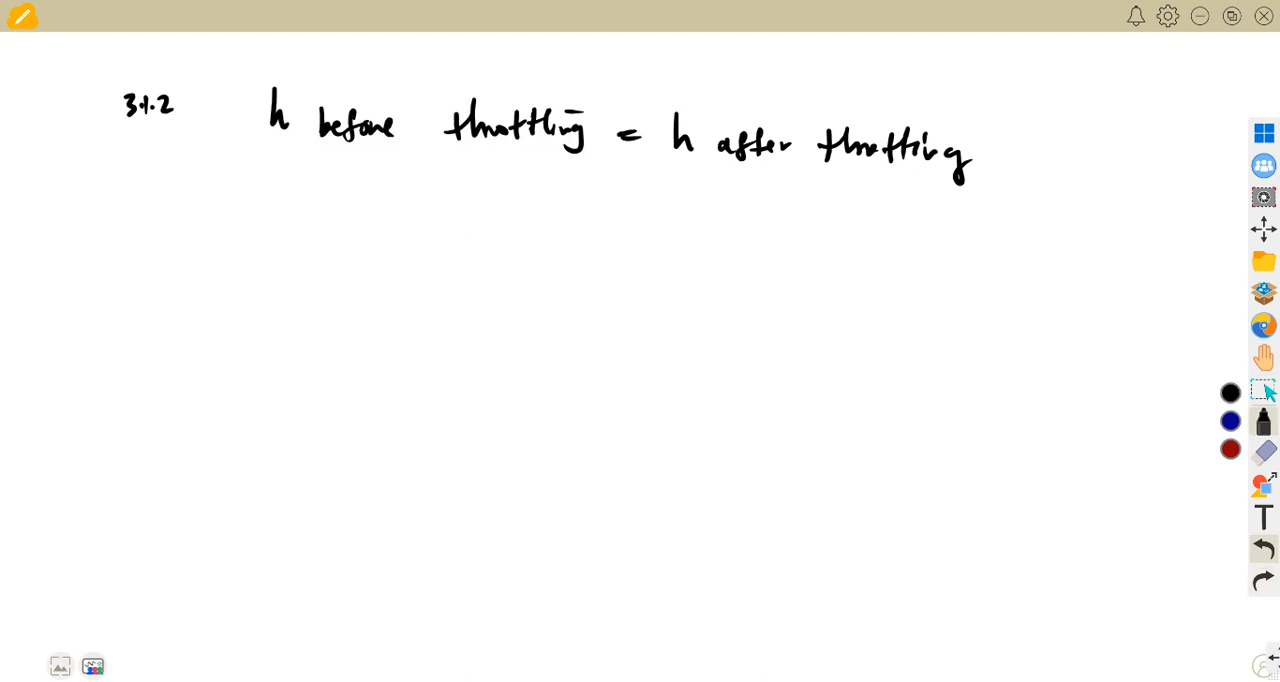 3.1.2 h before throttling = h after throttling